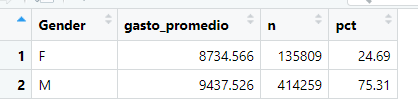 Gender gasto_promedio n pct
1 F 8734.566 135809 24.69
2 M 9437.526 414259 75.31